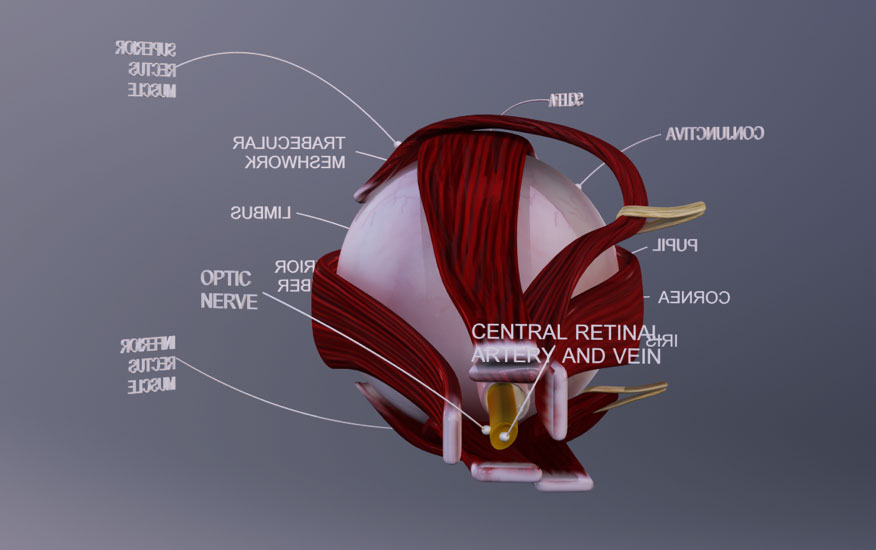 SUPERIOR
RECTUS
MUSCLE
SCLERA
CONJUNCTIVA
TRABECULAR
MESHWORK
LIMBUS
PUPIL
OPTIC
NERVE
CORNEA
CENTRAL RETINAL
ARTERY AND VEIN
IRIS
INFERIOR
RECTUS
MUSCLE